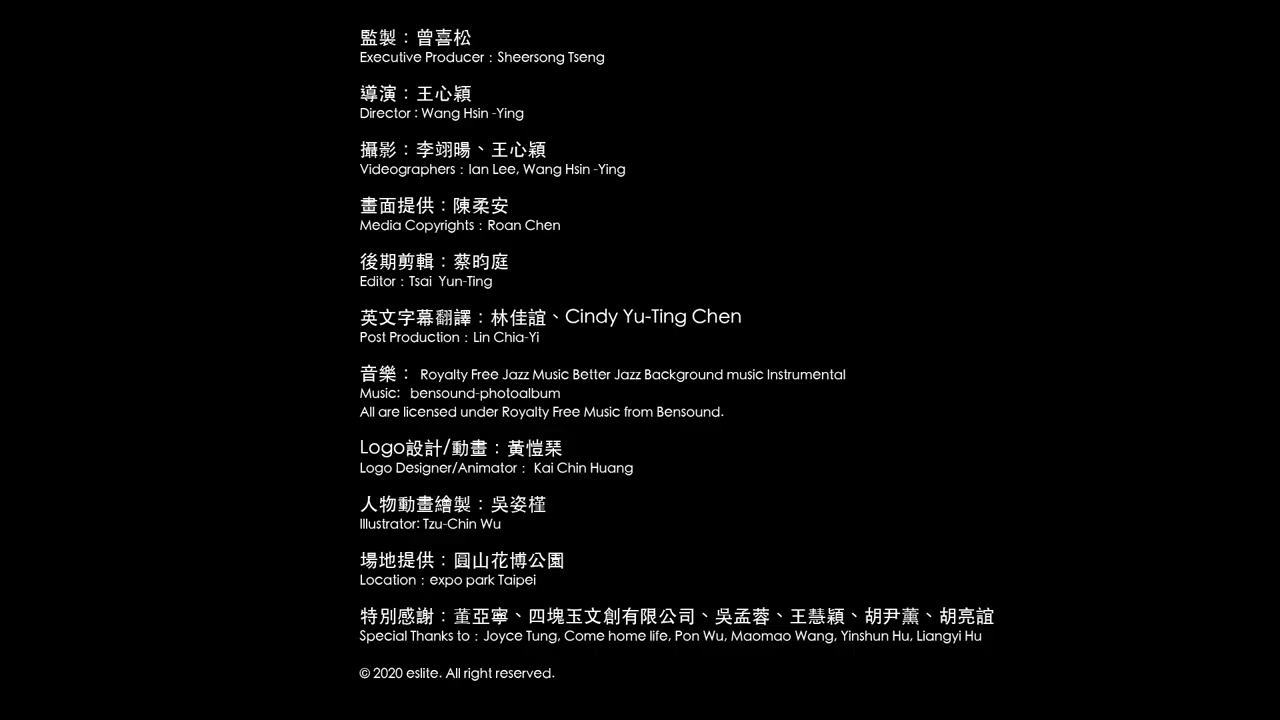 監製：曾喜松
Executive Producer：Sheersong Tseng
導演：王心穎
Director : Wang Hsin -Ying
攝影：李翊暘、王心穎
Videographers：Ian Lee, Wang Hsin -Ying
畫面提供：陳柔安
Media Copyrights：Roan Chen
後期剪輯：蔡昀庭
Editor：Tsai  Yun-Ting
英文字幕翻譯：林佳誼、Cindy Yu-Ting Chen
Post Production：Lin Chia-Yi
音樂： Royalty Free Jazz Music Better Jazz Background music Instrumental
Music:  bensound-photoalbum
All are licensed under Royalty Free Music from Bensound.
Logo設計/動畫：黃愷琹
Logo Designer/Animator： Kai Chin Huang
人物動畫繪製：吳姿槿
Illustrator: Tzu-Chin Wu
場地提供：圓山花博公園
Location：expo park Taipei
特別感謝：董亞寧、四塊玉文創有限公司、吳孟蓉、王慧穎、胡尹薰、胡亮誼
Special Thanks to：Joyce Tung, Come home life, Pon Wu, Maomao Wang, Yinshun Hu, Liangyi Hu
© 2020 eslite. All right reserved.